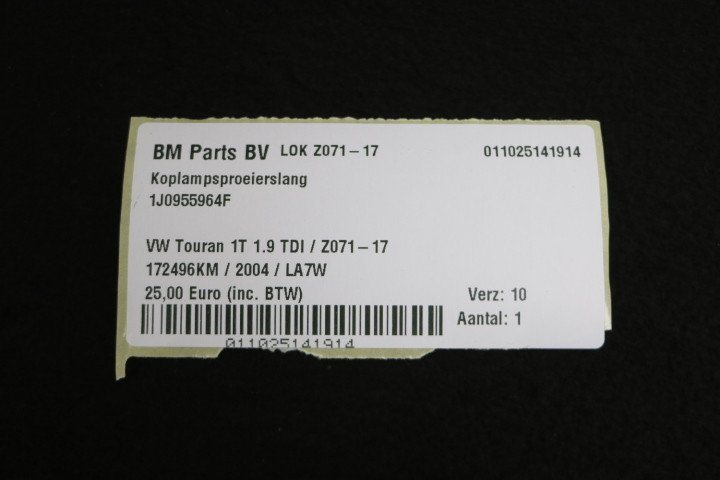 BM Parts BV LOK Z071-17 011025141914
Koplampsproeierslang
1J0955964F
VW Touran 1T 1.9 TDI / Z071-17
172496KM / 2004 / LA7W
25,00 Euro (inc. BTW) Verz: 10
Aantal: 1
011025141914